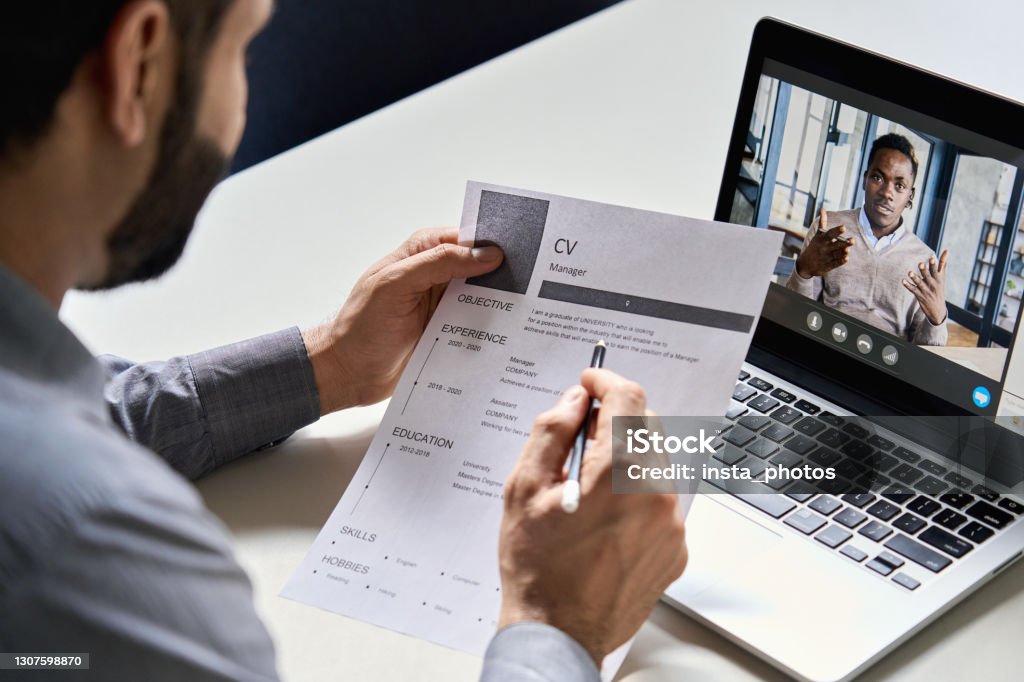 CV
Manager
OBJECTIVE
I am a graduate of UNIVERSITY who is looking
for a position within the industry that will enable me to
achieve skills that will enable me to earn the position of a Manager
EXPERIENCE
2020 - 2020
Manager
COMPANY
Achieved a position of
2018 - 2020
Assistant
COMPANY
Working for two years
EDUCATION
2012-2018
University
Masters Degree
Master Degree in
SKILLS
English
Computer
HOBBIES
Reading
Hiking
Skiing
iStock™
Credit: insta_photos
1307598870